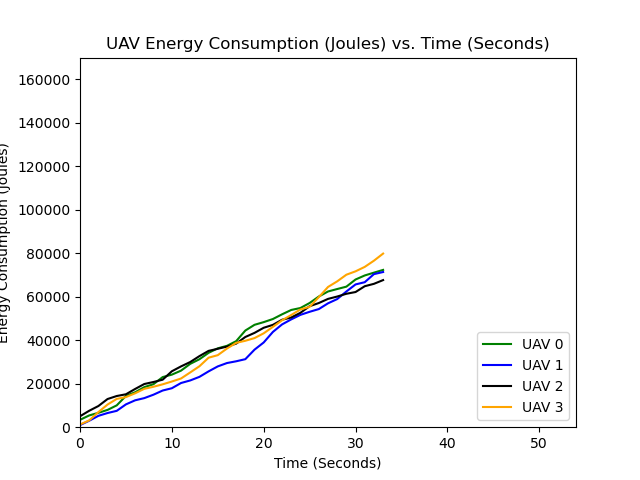 UAV Energy Consumption (Joules) vs. Time (Seconds)
Energy Consumption (Joules)
160000
140000
120000
100000
80000
60000
40000
20000
0
0 10 20 30 40 50
Time (Seconds)
UAV 0
UAV 1
UAV 2
UAV 3